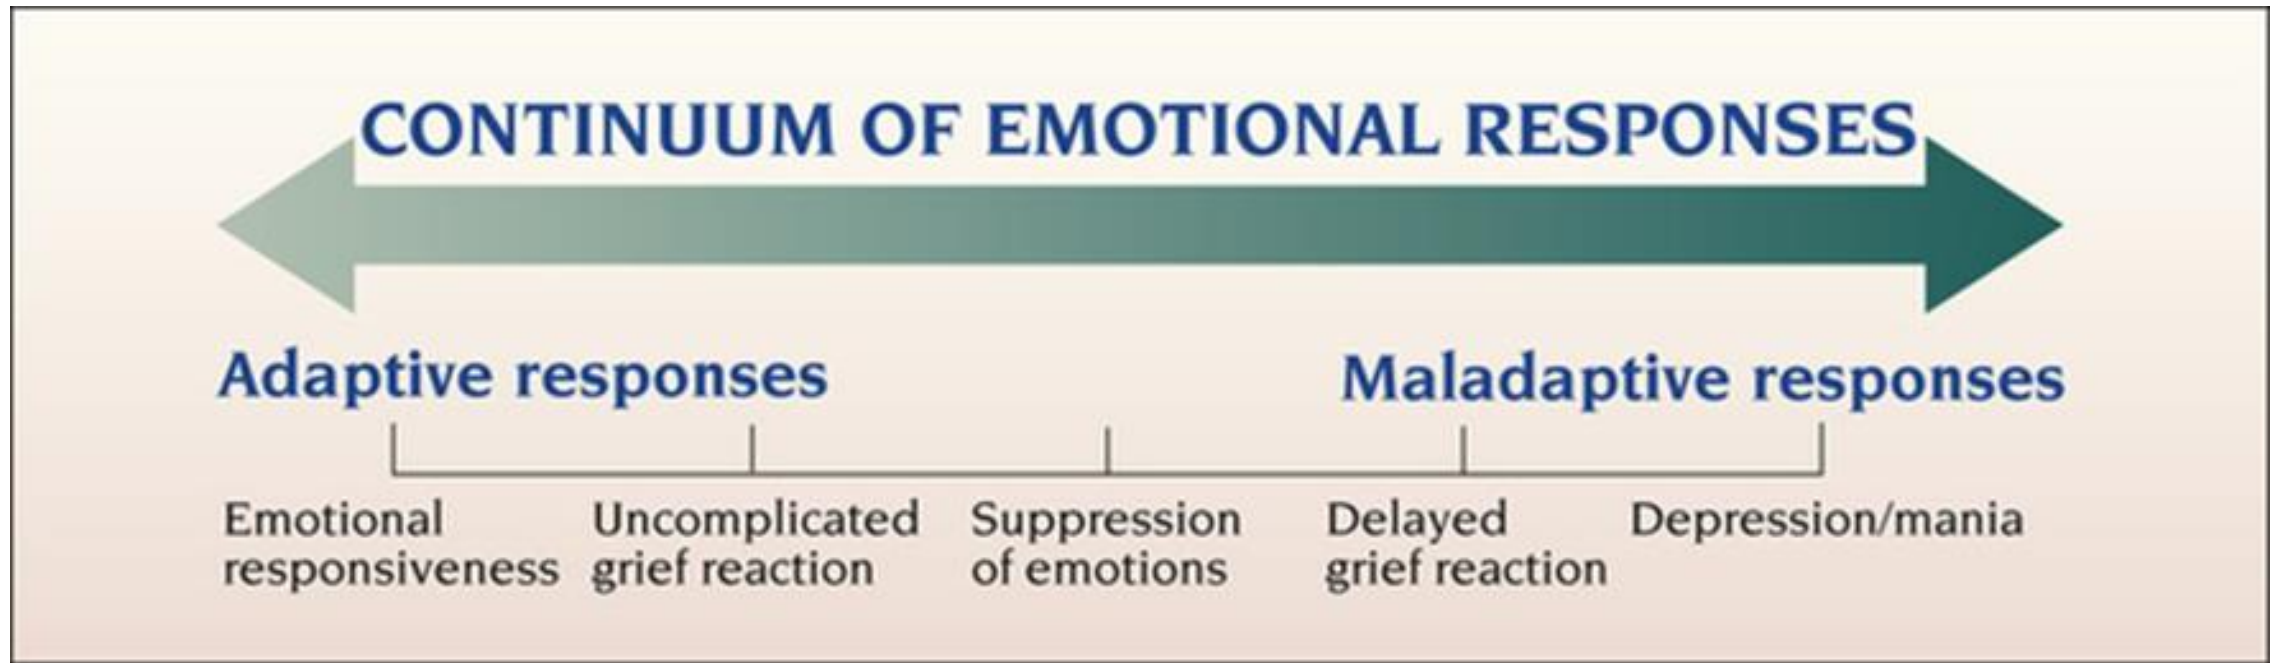 CONTINUUM OF EMOTIONAL RESPONSES
Adaptive responses
Maladaptive responses
Emotional
responsiveness
Uncomplicated
grief reaction
Suppression
of emotions
Delayed
grief reaction
Depression/mania